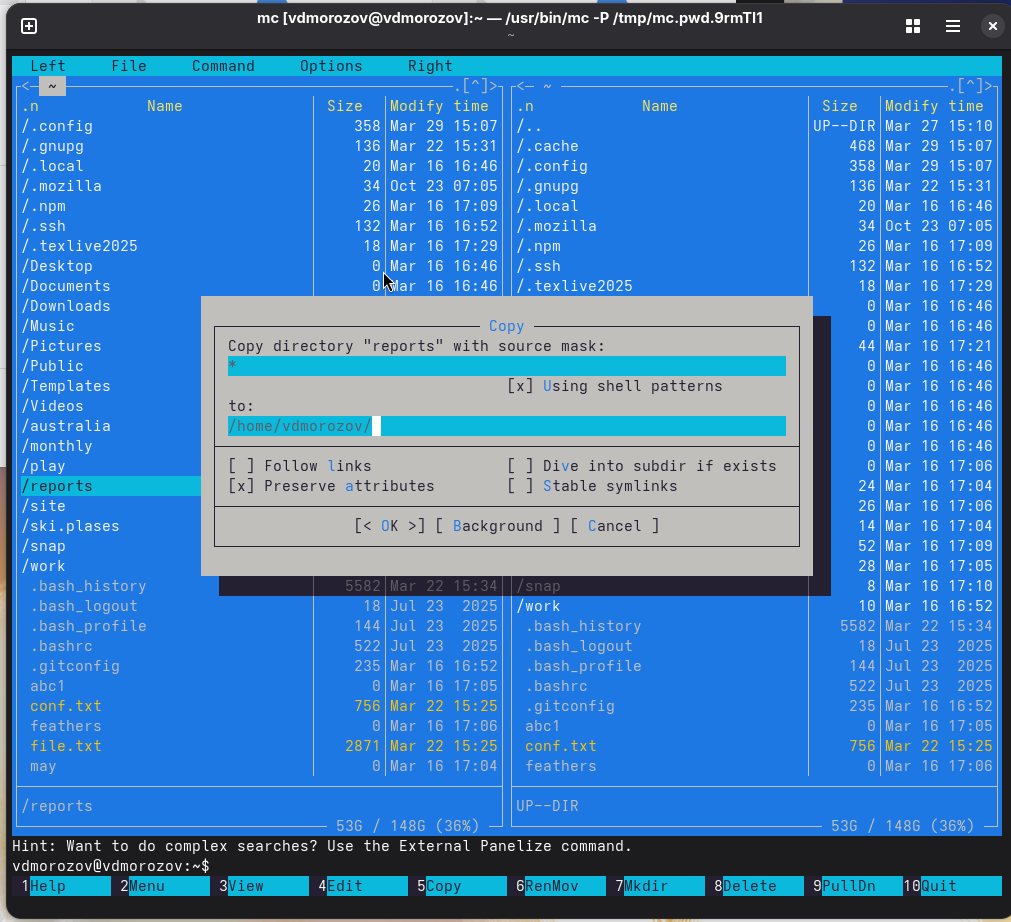 mc [vdmorozov@vdmorozov]:~ — /usr/bin/mc -P /tmp/mc.pwd.9rmTI1
~
Left File Command Options Right
<— ~ .[^]>
.n Name Size Modify time
/.config 358 Mar 29 15:07
/.gnupg 136 Mar 22 15:31
/.local 20 Mar 16 16:46
/.mozilla 34 Oct 23 07:05
/.npm 26 Mar 16 17:09
/.ssh 132 Mar 16 16:52
/.texlive2025 18 Mar 16 17:29
/Desktop 0 Mar 16 16:46
/Documents 0 Mar 16 16:46
/Downloads
/Music
/Pictures
/Public
/Templates
/Videos
/australia
/monthly
/play
/reports
/site
/ski.plases
/snap
/work
.bash_history 5582 Mar 22 15:34
.bash_logout 18 Jul 23 2025
.bash_profile 144 Jul 23 2025
.bashrc 522 Jul 23 2025
.gitconfig 235 Mar 16 16:52
abc1 0 Mar 16 17:05
conf.txt 756 Mar 22 15:25
feathers 0 Mar 16 17:06
file.txt 2871 Mar 22 15:25
may 0 Mar 16 17:04
/reports
53G / 148G (36%)
<— ~ .[^]>
.n Name Size Modify time
/.. UP--DIR Mar 27 15:10
/.cache 468 Mar 29 15:07
/.config 358 Mar 29 15:07
/.gnupg 136 Mar 22 15:31
/.local 20 Mar 16 16:46
/.mozilla 34 Oct 23 07:05
/.npm 26 Mar 16 17:09
/.ssh 132 Mar 16 16:52
/.texlive2025 18 Mar 16 17:29
0 Mar 16 16:46
0 Mar 16 16:46
44 Mar 16 17:21
0 Mar 16 16:46
0 Mar 16 16:46
0 Mar 16 16:46
0 Mar 16 16:46
0 Mar 16 16:46
0 Mar 16 17:06
24 Mar 16 17:04
26 Mar 16 17:06
14 Mar 16 17:04
52 Mar 16 17:09
28 Mar 16 17:05
/snap 8 Mar 16 17:10
/work 10 Mar 16 16:52
.bash_history 5582 Mar 22 15:34
.bash_logout 18 Jul 23 2025
.bash_profile 144 Jul 23 2025
.bashrc 522 Jul 23 2025
.gitconfig 235 Mar 16 16:52
abc1 0 Mar 16 17:05
conf.txt 756 Mar 22 15:25
feathers 0 Mar 16 17:06
UP--DIR
53G / 148G (36%)
Copy
Copy directory "reports" with source mask:
*
[x] Using shell patterns
to:
/home/vdmorozov/
[ ] Follow links [ ] Dive into subdir if exists
[x] Preserve attributes [ ] Stable symlinks
[< OK >] [ Background ] [ Cancel ]
Hint: Want to do complex searches? Use the External Panelize command.
vdmorozov@vdmorozov:~$
1Help 2Menu 3View 4Edit 5Copy 6RenMov 7Mkdir 8Delete 9PullDn 10Quit